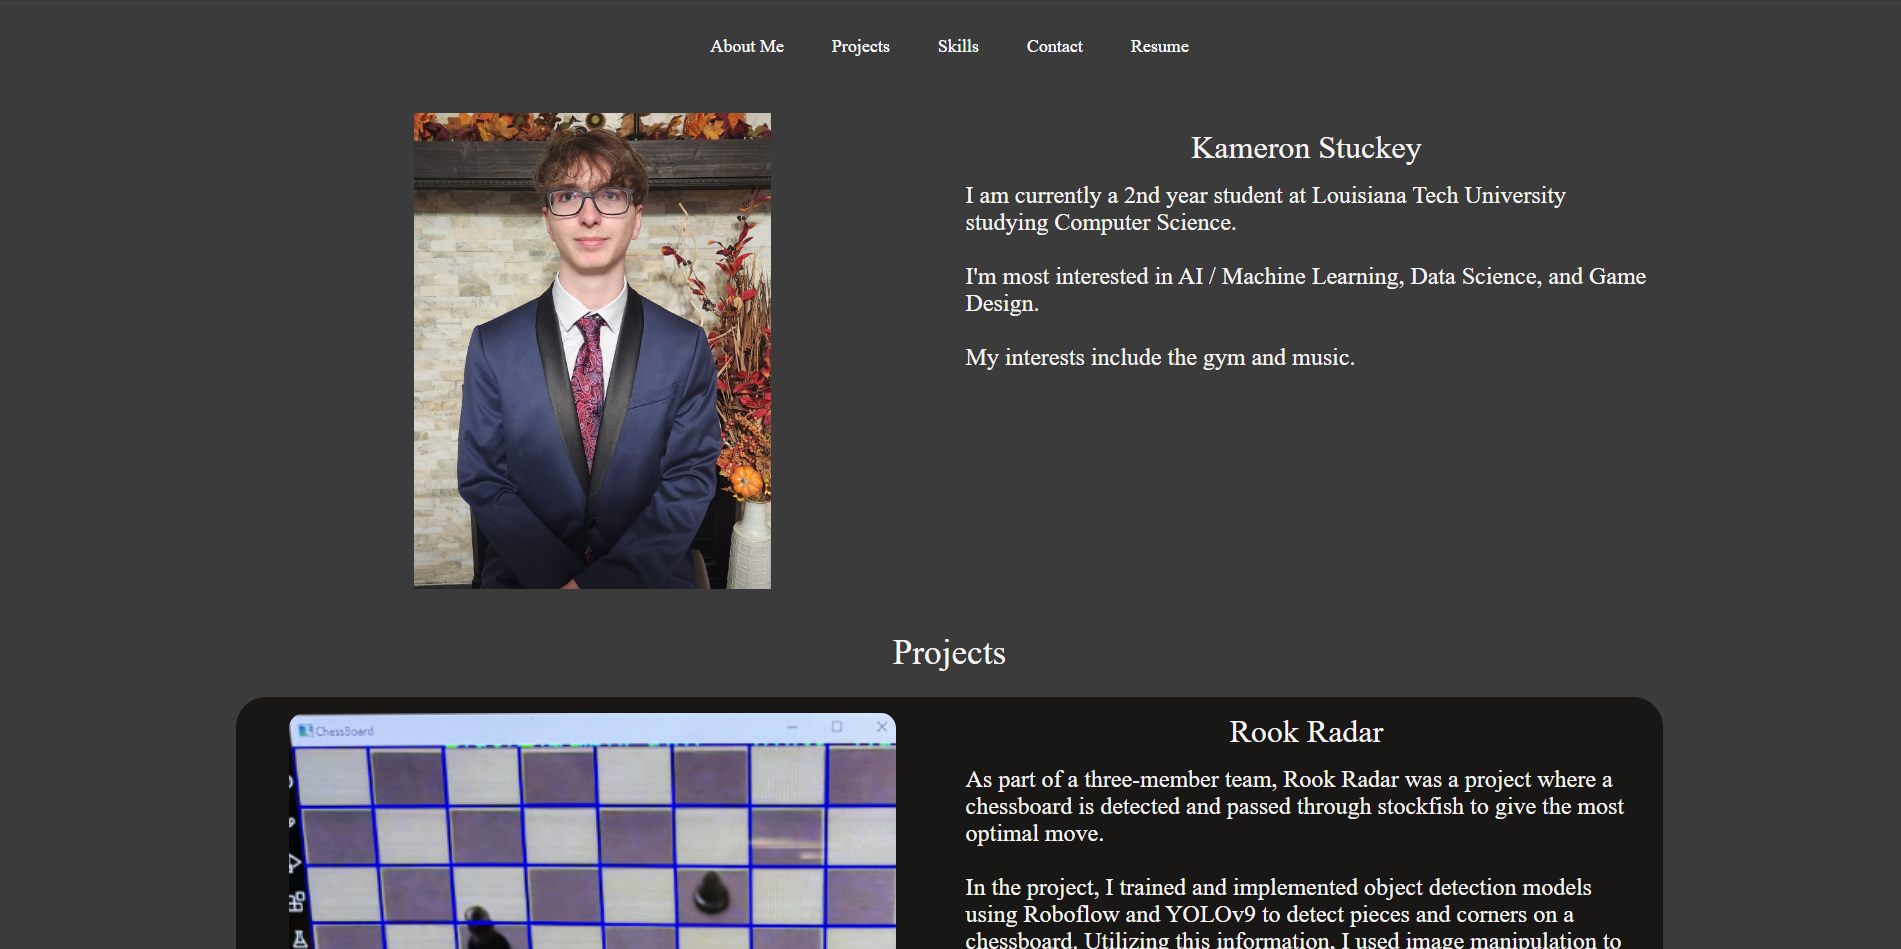 About Me Projects Skills Contact Resume
Kameron Stuckey
I am currently a 2nd year student at Louisiana Tech University
studying Computer Science.
I'm most interested in AI / Machine Learning, Data Science, and Game
Design.
My interests include the gym and music.
Projects
ChessBoard
Rook Radar
As part of a three-member team, Rook Radar was a project where a
chessboard is detected and passed through stockfish to give the most
optimal move.
In the project, I trained and implemented object detection models
using Roboflow and YOLOv9 to detect pieces and corners on a
chessboard. Utilizing this information, I used image manipulation to